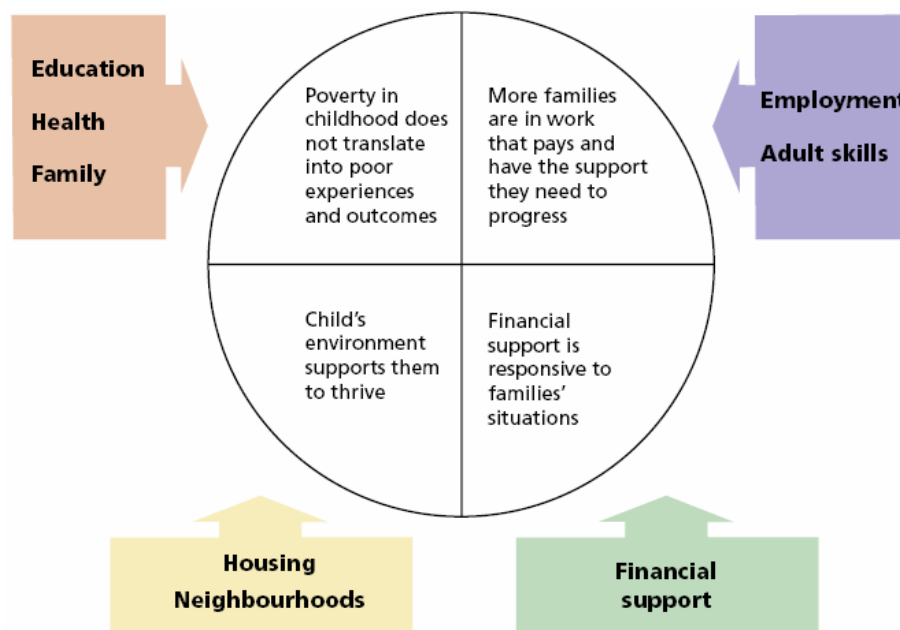 Education
Health
Family
Poverty in
childhood does
not translate
into poor
experiences
and outcomes
More families
are in work
that pays and
have the support
they need to
progress
Employment
Adult skills
Child's
environment
supports them
to thrive
Financial
support is
responsive to
families'
situations
Housing
Neighbourhoods
Financial
support